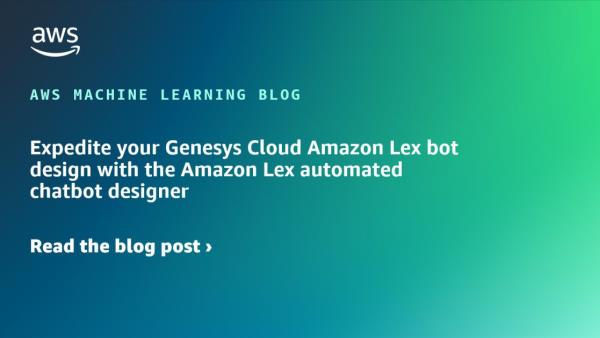 aws
AWS MACHINE LEARNING BLOG
Expedite your Genesys Cloud Amazon Lex bot
design with the Amazon Lex automated
chatbot designer
Read the blog post ›